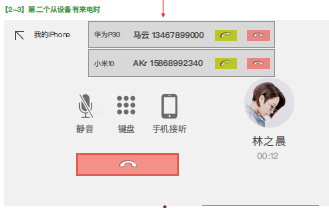 【2-3】第二个从设备有来电时
我的iPhone
华为P30 马云 13467899000
小米10 AKr 15868992340
静音 键盘 手机接听
林之晨
00:12